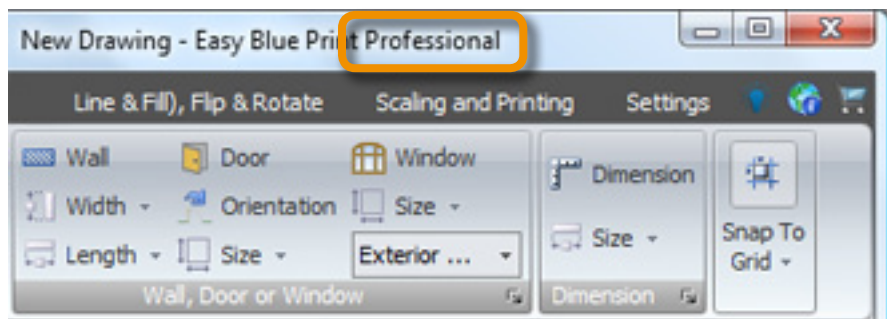 New Drawing - Easy Blue Print Professional
Line & Fill), Flip & Rotate Scaling and Printing Settings
Wall Door Window Dimension
Width Orientation Size
Length Size Exterior ... Size Snap To
Grid
Wall, Door or Window Dimension